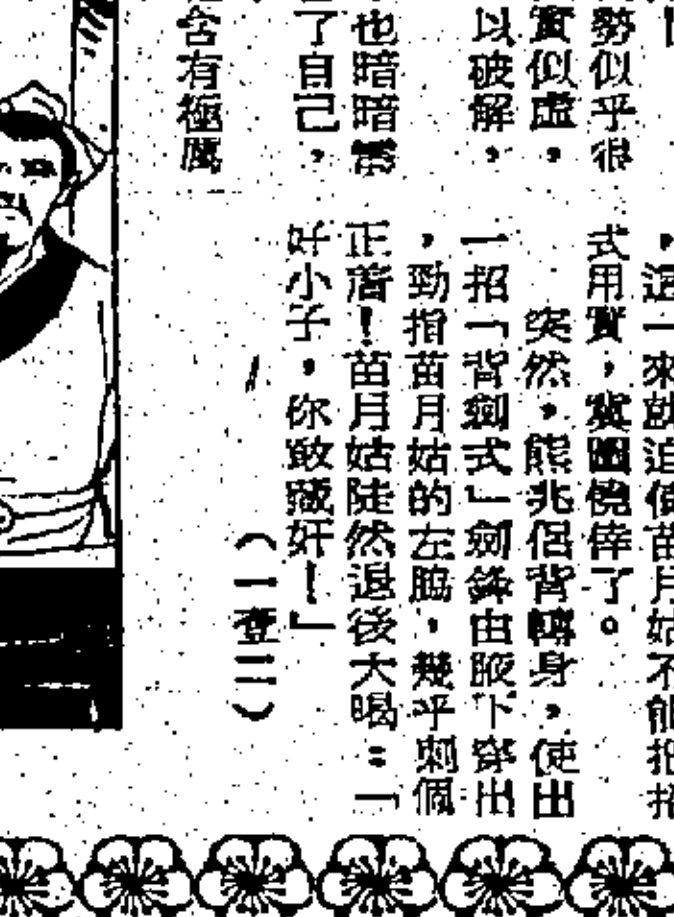 勢似乎很
實似虛。
以破解，
也暗暗
了自己，
含有極厲
，這一來就迫使苗月姑不能把招
式用實，冀圖僥倖了。
突然，熊兆侶背轉身，使出
一招「背劍式」劍鋒由腋下穿出
，勁指苗月姑的左脇，幾乎刺個
正著！苗月姑陡然退後大喝：「
好小子，你敢藏奸！」
（一壹二）